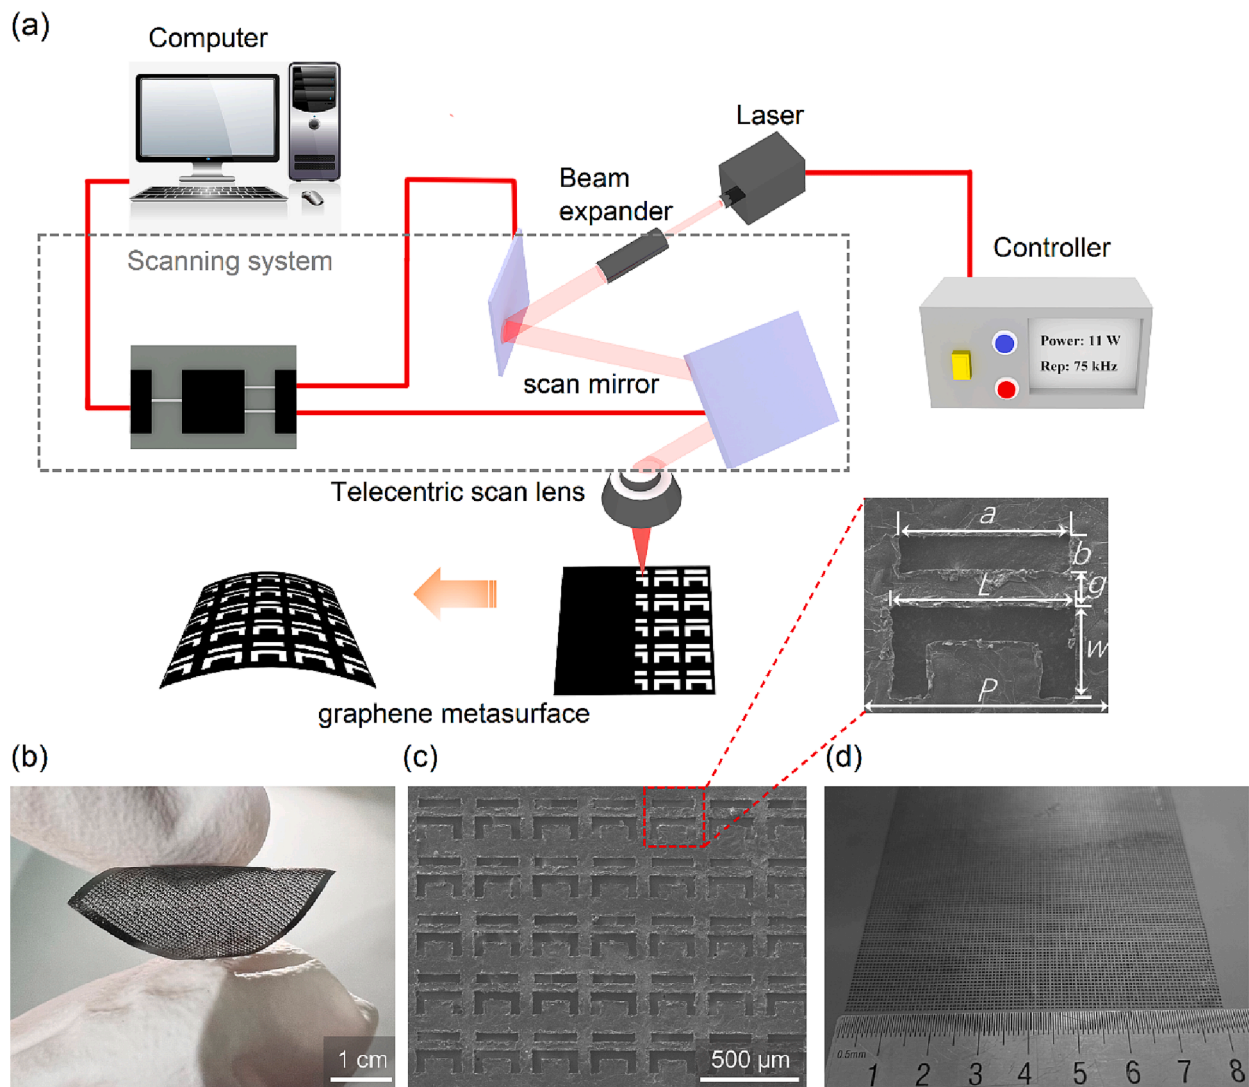 (a)
Computer
Laser
Beam
expander
Scanning system
Controller
Power: 11 W
Rep: 75 kHz
scan mirror
Telecentric scan lens
a
b
g
L
w
P
graphene metasurface
(b)
(c)
(d)
1 cm
500 μm
0.5mm
1 2 3 4 5 6 7 8